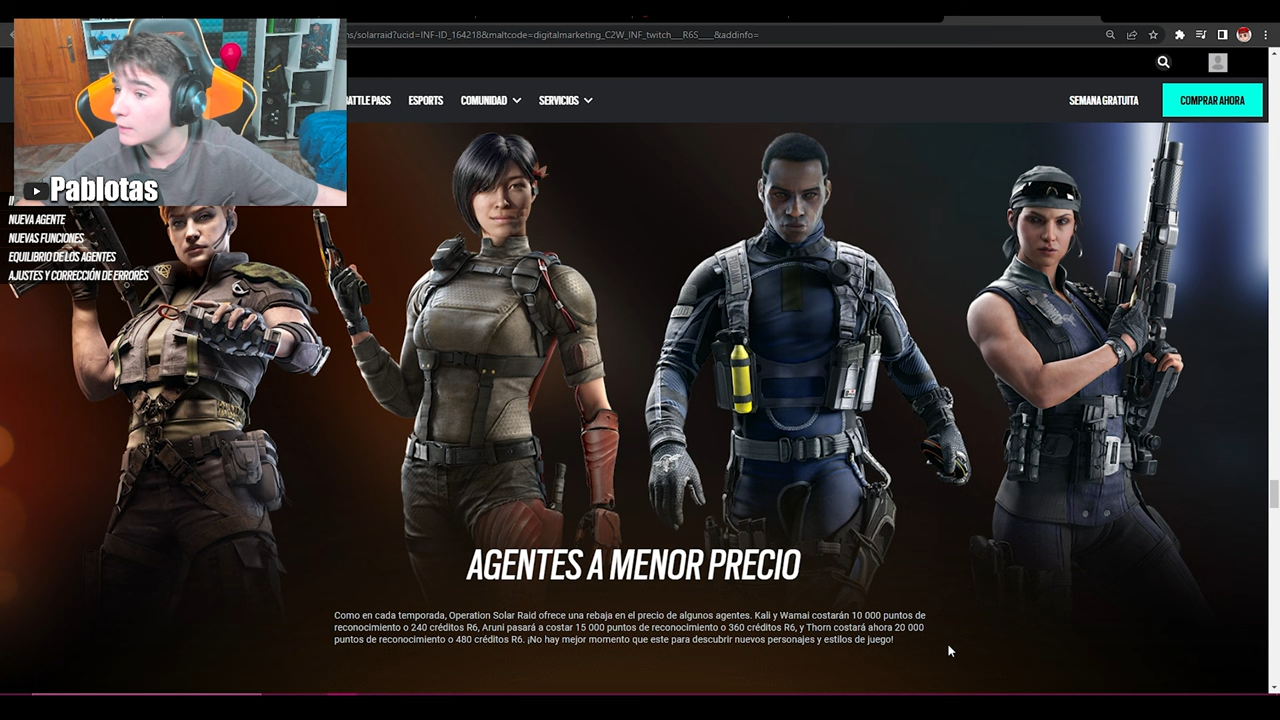 ns/solarraid?ucid=INF-ID_164218&maltcode=digitalmarketing_C2W_INF_twitch___R6S____&addinfo=
BATTLE PASS ESPORTS COMUNIDAD SERVICIOS SEMANA GRATUITA COMPRAR AHORA
Pablotas
NUEVA AGENTE
NUEVAS FUNCIONES
EQUILIBRIO DE LOS AGENTES
AJUSTES Y CORRECCIÓN DE ERRORES
AGENTES A MENOR PRECIO
Como en cada temporada, Operation Solar Raid ofrece una rebaja en el precio de algunos agentes. Kali y Wamai costarán 10 000 puntos de
reconocimiento o 240 créditos R6, Aruni pasará a costar 15 000 puntos de reconocimiento o 360 créditos R6, y Thorn costará ahora 20 000
puntos de reconocimiento o 480 créditos R6. ¡No hay mejor momento que este para descubrir nuevos personajes y estilos de juego!